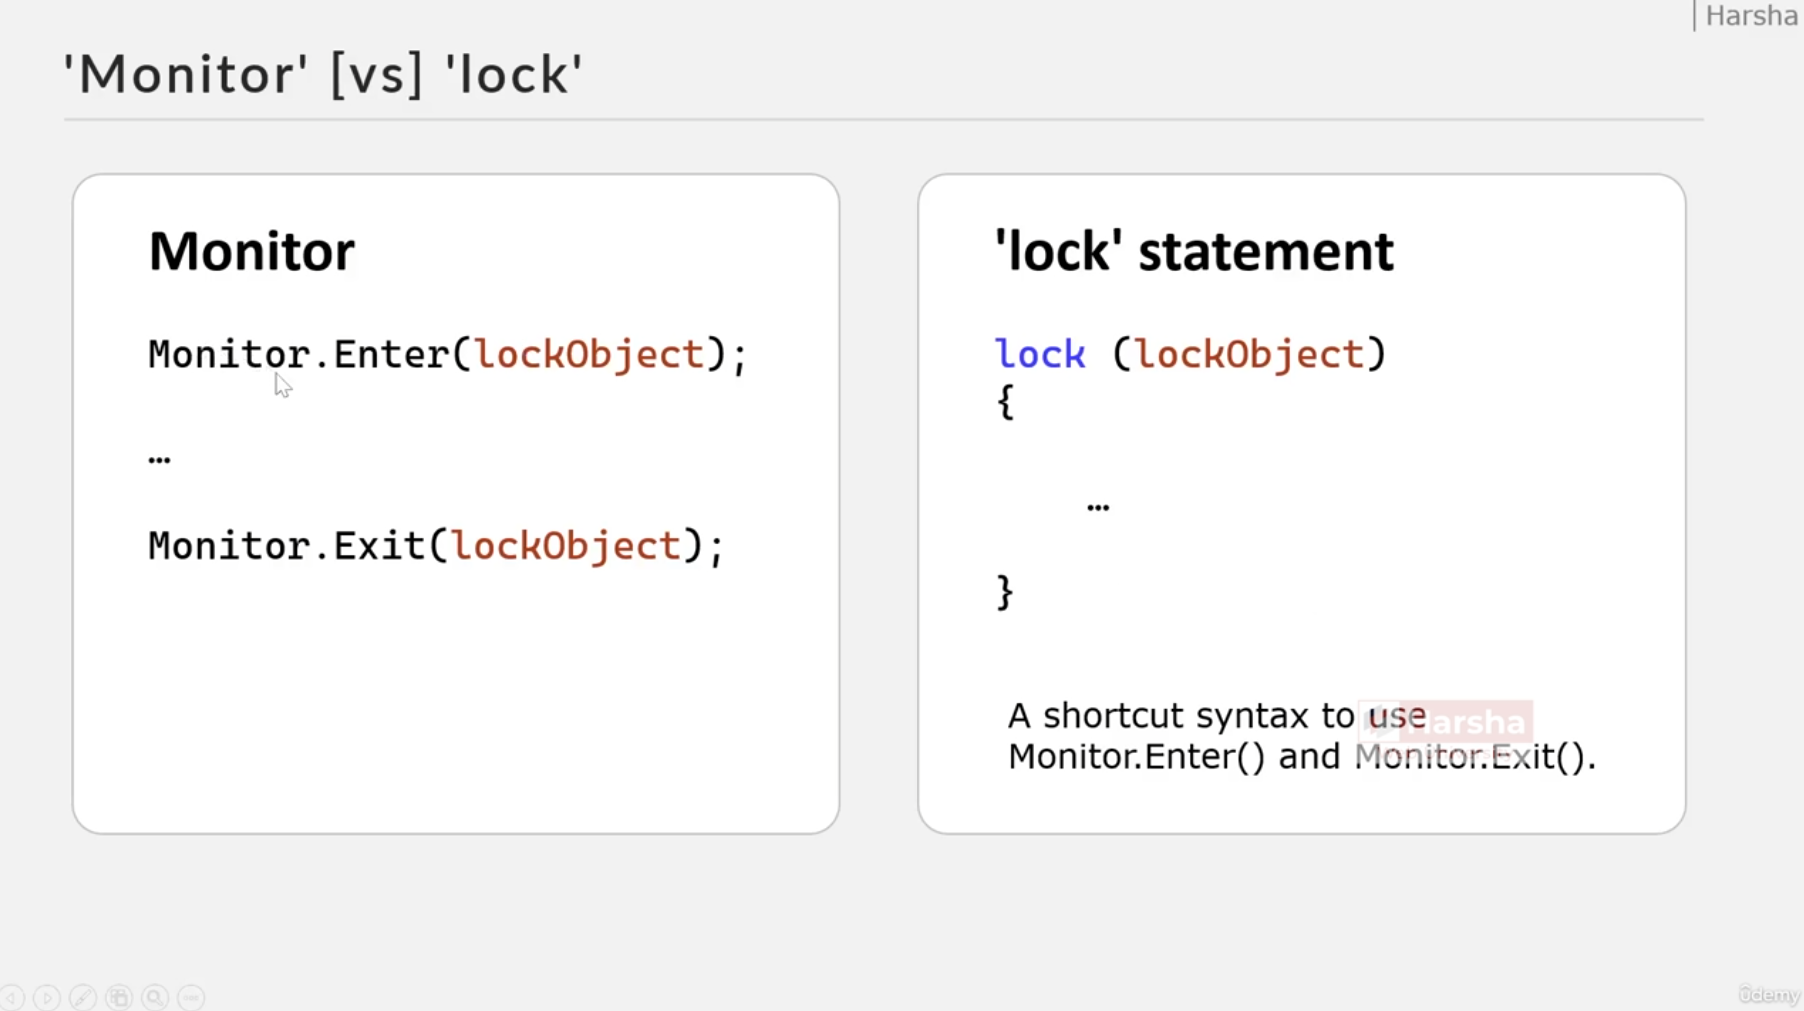 Harsha
'Monitor' [vs] 'lock'
Monitor
Monitor.Enter(lockObject);
…
Monitor.Exit(lockObject);
'lock' statement
lock (lockObject)
{
…
}
A shortcut syntax to use
Monitor.Enter() and Monitor.Exit().
Harsha
ûdemy